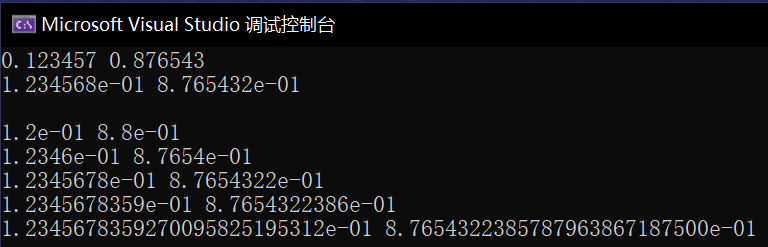 Microsoft Visual Studio 调试控制台
0.123457 0.876543
1.234568e-01 8.765432e-01
1.2e-01 8.8e-01
1.2346e-01 8.7654e-01
1.2345678e-01 8.7654322e-01
1.2345678359e-01 8.7654322386e-01
1.2345678359270095825195312e-01 8.7654322385787963867187500e-01